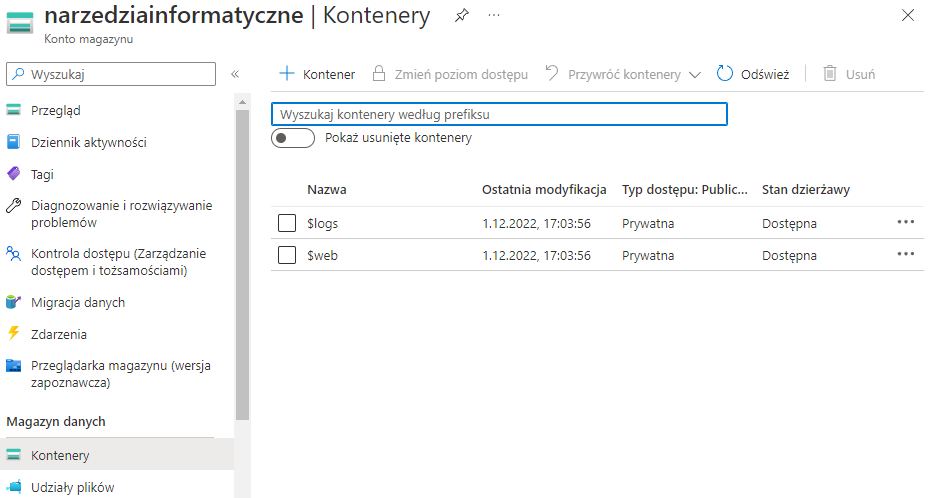 narzedziainformatyczne | Kontenery
Konto magazynu
Wyszukaj
Kontener
Zmień poziom dostępu
Przywróć kontenery
Odśwież
Usuń
Przegląd
Dziennik aktywności
Tagi
Diagnozowanie i rozwiązywanie
problemów
Kontrola dostępu (Zarządzanie
dostępem i tożsamościami)
Migracja danych
Zdarzenia
Przeglądarka magazynu (wersja
zapoznawcza)
Magazyn danych
Kontenery
Udziały plików
Wyszukaj kontenery według prefiksu
Pokaż usunięte kontenery
Nazwa Ostatnia modyfikacja Typ dostępu: Public... Stan dzierżawy
$logs 1.12.2022, 17:03:56 Prywatna Dostępna
$web 1.12.2022, 17:03:56 Prywatna Dostępna